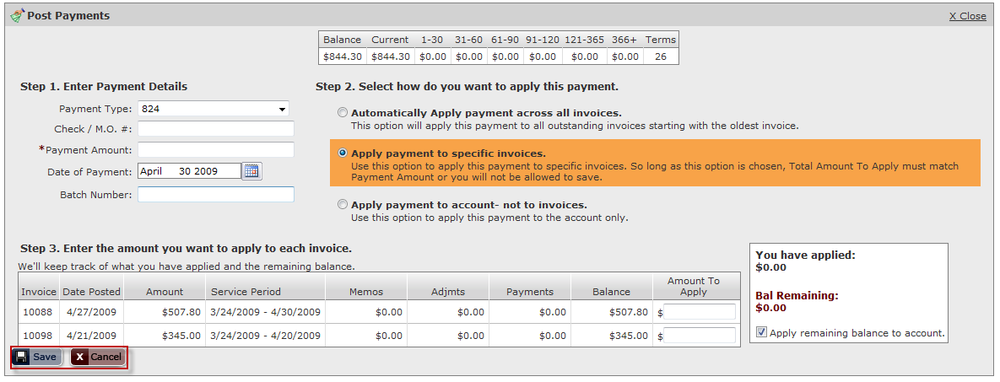 Post Payments
X Close
Balance Current 1-30 31-60 61-90 91-120 121-365 366+ Terms
$844.30 $844.30 $0.00 $0.00 $0.00 $0.00 $0.00 $0.00 26
Step 1. Enter Payment Details
Payment Type: 824
Check / M.O. #:
*Payment Amount:
Date of Payment: April 30 2009
Batch Number:
Step 2. Select how do you want to apply this payment.
Automatically Apply payment across all invoices.
This option will apply this payment to all outstanding invoices starting with the oldest invoice.
Apply payment to specific invoices.
Use this option to apply this payment to specific invoices. So long as this option is chosen, Total Amount To Apply must match
Payment Amount or you will not be allowed to save.
Apply payment to account- not to invoices.
Use this option to apply this payment to the account only.
Step 3. Enter the amount you want to apply to each invoice.
We'll keep track of what you have applied and the remaining balance.
Invoice Date Posted Amount Service Period Memos Adjmts Payments Balance Amount To
Apply
10088 4/27/2009 $507.80 3/24/2009 - 4/30/2009 $0.00 $0.00 $0.00 $507.80 $
10098 4/21/2009 $345.00 3/24/2009 - 4/20/2009 $0.00 $0.00 $0.00 $345.00 $
You have applied:
$0.00
Bal Remaining:
$0.00
Apply remaining balance to account.
Save X Cancel